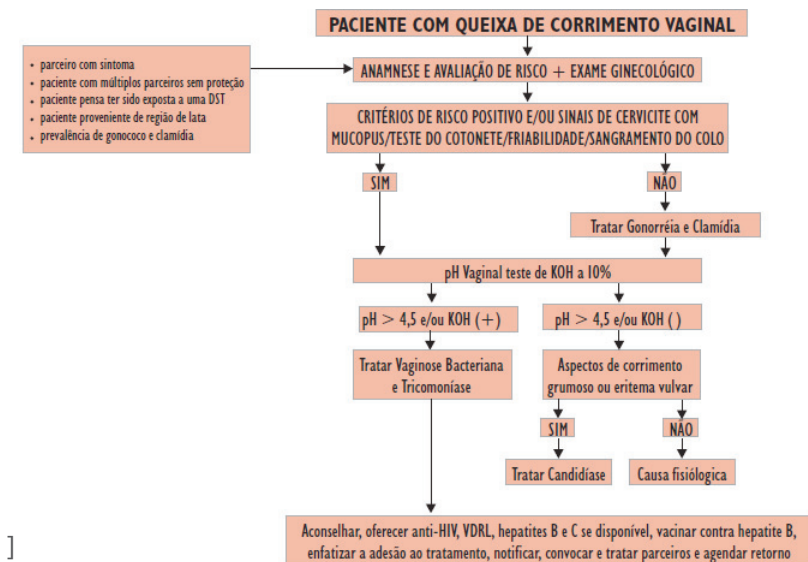 PACIENTE COM QUEIXA DE CORRIMENTO VAGINAL
• parceiro com sintoma
• paciente com múltiplos parceiros sem proteção
• paciente pensa ter sido exposta a uma DST
• paciente proveniente de região de lata
• prevalência de gonococo e clamídia
ANAMNESE E AVALIAÇÃO DE RISCO + EXAME GINECOLÓGICO
CRITÉRIOS DE RISCO POSITIVO E/OU SINAIS DE CERVICITE COM
MUCOPUS/TESTE DO COTONETE/FRIABILIDADE/SANGRAMENTO DO COLO
SIM
NÃO
Tratar Gonorréia e Clamídia
pH Vaginal teste de KOH a 10%
pH > 4,5 e/ou KOH (+)
pH > 4,5 e/ou KOH ()
Tratar Vaginose Bacteriana
e Tricomoníase
Aspectos de corrimento
grumoso ou eritema vulvar
SIM
NÃO
Tratar Candidíase
Causa fisiólogica
Aconselhar, oferecer anti-HIV, VDRL, hepatites B e C se disponível, vacinar contra hepatite B,
enfatizar a adesão ao tratamento, notificar, convocar e tratar parceiros e agendar retorno
]